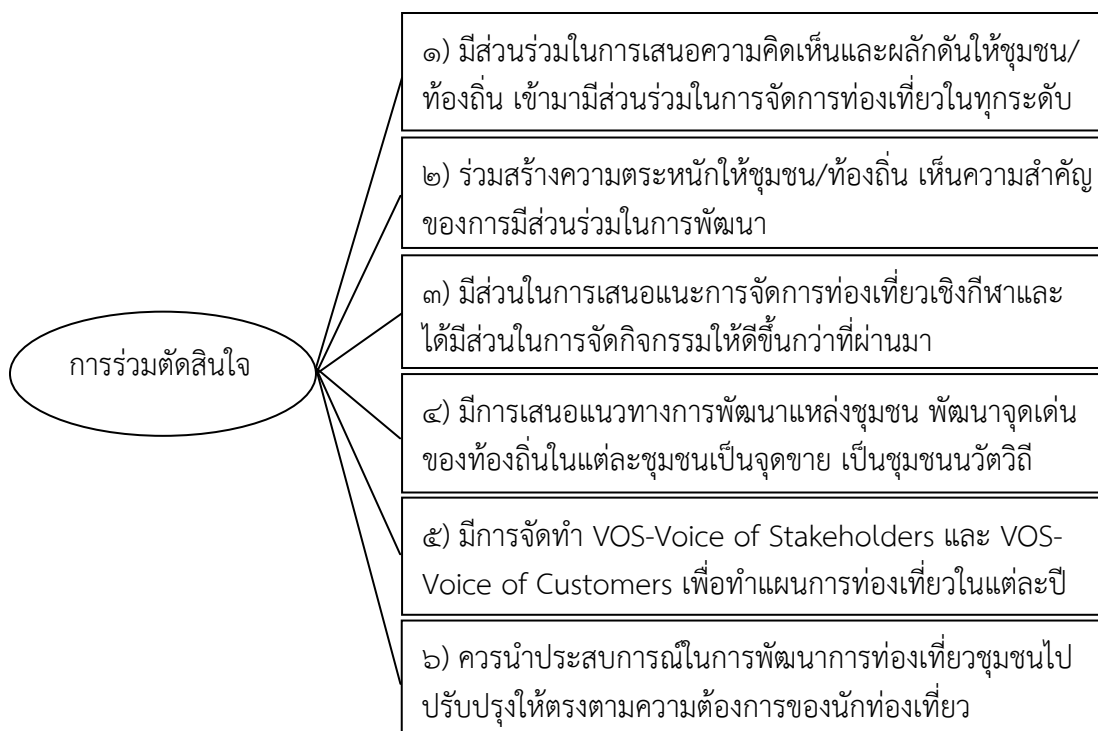 ๑) มีส่วนร่วมในการเสนอความคิดเห็นและผลักดันให้ชุมชน/
ท้องถิ่น เข้ามามีส่วนร่วมในการจัดการท่องเที่ยวในทุกระดับ
๒) ร่วมสร้างความตระหนักให้ชุมชน/ท้องถิ่น เห็นความสำคัญ
ของการมีส่วนร่วมในการพัฒนา
๓) มีส่วนในการเสนอแนะการจัดการท่องเที่ยวเชิงกีฬาและ
ได้มีส่วนในการจัดกิจกรรมให้ดีขึ้นกว่าที่ผ่านมา
การร่วมตัดสินใจ
๔) มีการเสนอแนวทางการพัฒนาแหล่งชุมชน พัฒนาจุดเด่น
ของท้องถิ่นในแต่ละชุมชนเป็นจุดขาย เป็นชุมชนนวัตวิถี
๕) มีการจัดทำ VOS-Voice of Stakeholders และ VOS-
Voice of Customers เพื่อทำแผนการท่องเที่ยวในแต่ละปี
๖) ควรนำประสบการณ์ในการพัฒนาการท่องเที่ยวชุมชนไป
ปรับปรุงให้ตรงตามความต้องการของนักท่องเที่ยว